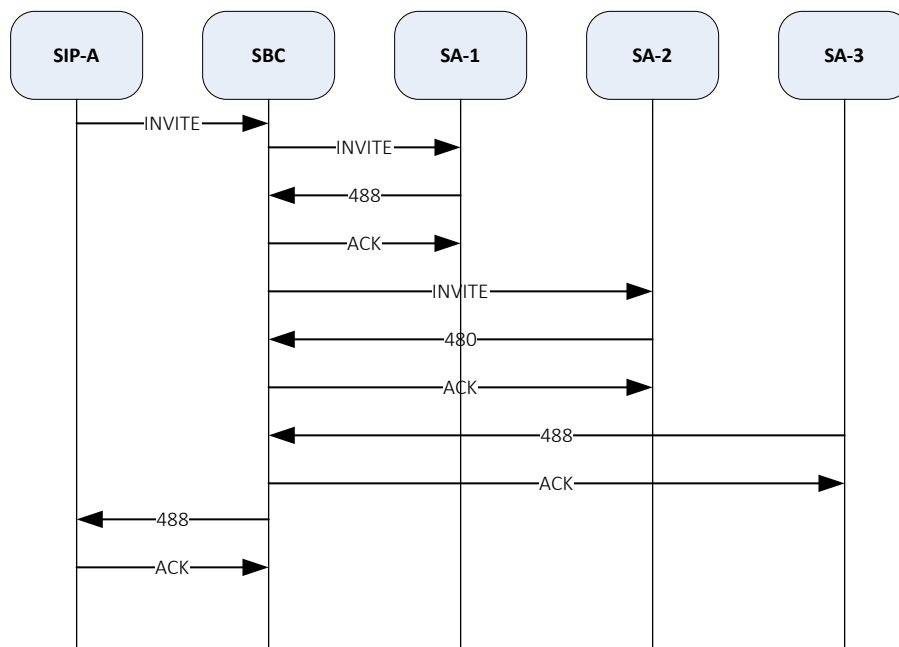 SIP-A SBC SA-1 SA-2 SA-3
INVITE
INVITE
488
ACK
INVITE
480
ACK
488
ACK
488
ACK